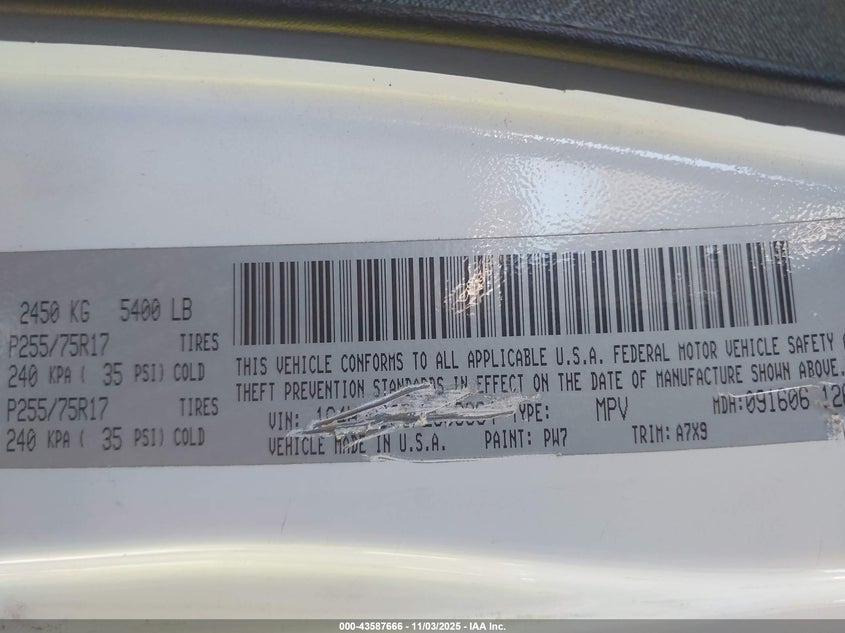 2450 KG 5400 LB
P255/75R17 TIRES
240 KPA ( 35 PSI) COLD
P255/75R17 TIRES
240 KPA ( 35 PSI) COLD
THIS VEHICLE CONFORMS TO ALL APPLICABLE U.S.A. FEDERAL MOTOR VEHICLE SAFETY
THEFT PREVENTION STANDARDS IN EFFECT ON THE DATE OF MANUFACTURE SHOWN ABOVE.
VIN: TYPE: MPV MDH: 091606
VEHICLE MADE IN U.S.A. PAINT: PW7 TRIM: A7X9
000-43587666 - 11/03/2025 - IAA Inc.